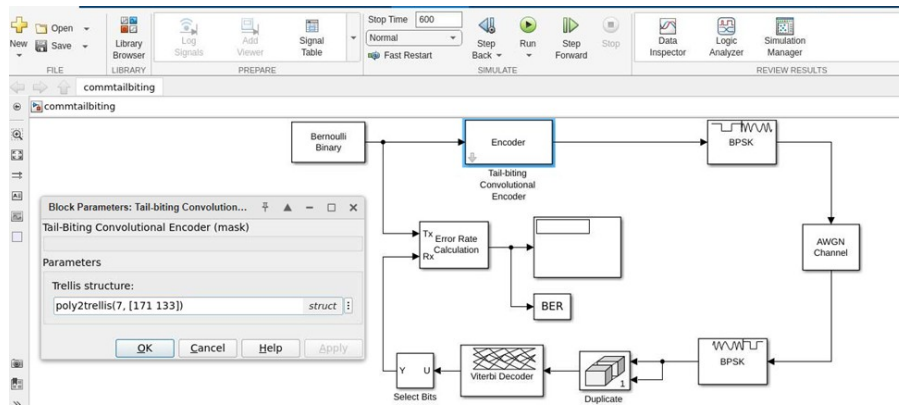 New
Open
Save
FILE
Library
Browser
LIBRARY
Log
Signals
Add
Viewer
Signal
Table
PREPARE
Stop Time 600
Normal
Fast Restart
Step
Back
Run
Step
Forward
Stop
SIMULATE
Data
Inspector
Logic
Analyzer
Simulation
Manager
REVIEW RESULTS
commtailbiting
commtailbiting
Bernoulli
Binary
Encoder
Tail-biting
Convolutional
Encoder
BPSK
Block Parameters: Tail-biting Convolution...
Tail-Biting Convolutional Encoder (mask)
Parameters
Trellis structure:
poly2trellis(7, [171 133]) struct
OK Cancel Help Apply
Tx
Rx
Error Rate
Calculation
BER
AWGN
Channel
BPSK
1
Duplicate
Viterbi Decoder
Y U
Select Bits